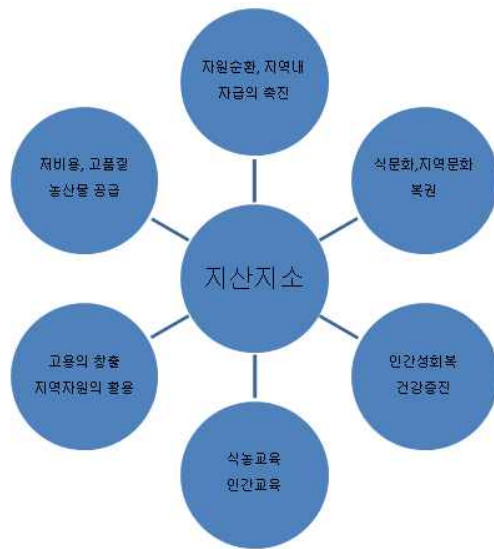 자원순환, 지역내
자급의 촉진
저비용, 고품질
농산물 공급
식문화,지역문화
복권
지산지소
고용의 창출
지역자원의 활용
인간성회복
건강증진
식농교육
인간교육